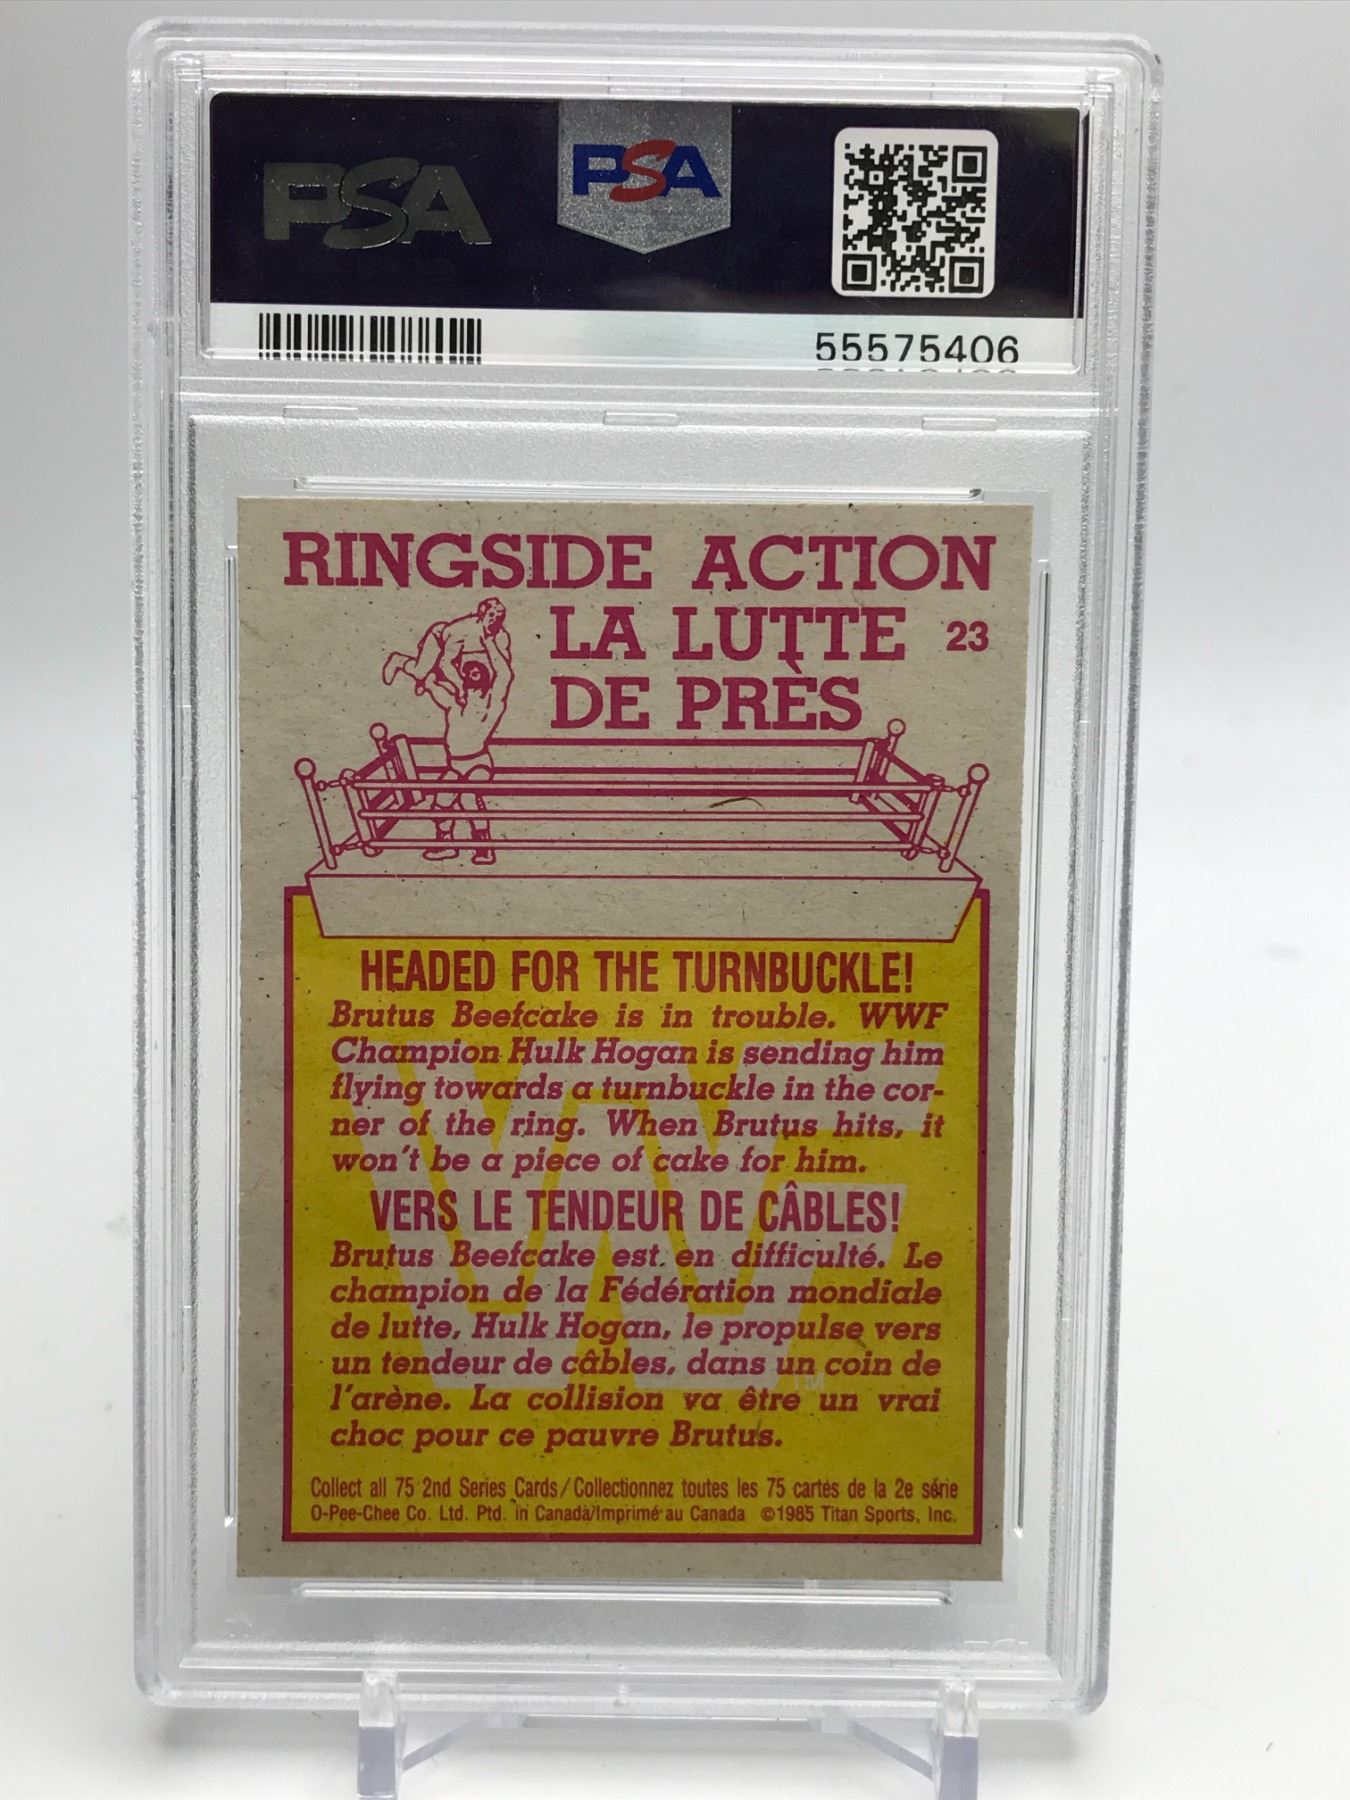 PSA
PSA
55575406
RINGSIDE ACTION
LA LUTTE 23
DE PRÈS
HEADED FOR THE TURNBUCKLE!
Brutus Beefcake is in trouble. WWF
Champion Hulk Hogan is sending him
flying towards a turnbuckle in the cor-
ner of the ring. When Brutus hits, it
won't be a piece of cake for him.
VERS LE TENDEUR DE CÂBLES!
Brutus Beefcake est en difficulté. Le
champion de la Fédération mondiale
de lutte, Hulk Hogan, le propulse vers
un tendeur de câbles, dans un coin de
l'arène. La collision va être un vrai
choc pour ce pauvre Brutus.
Collect all 75 2nd Series Cards/Collectionnez toutes les 75 cartes de la 2e série
O-Pee-Chee Co. Ltd. Ptd. in Canada/Imprimé au Canada ©1985 Titan Sports, Inc.
WF
TM